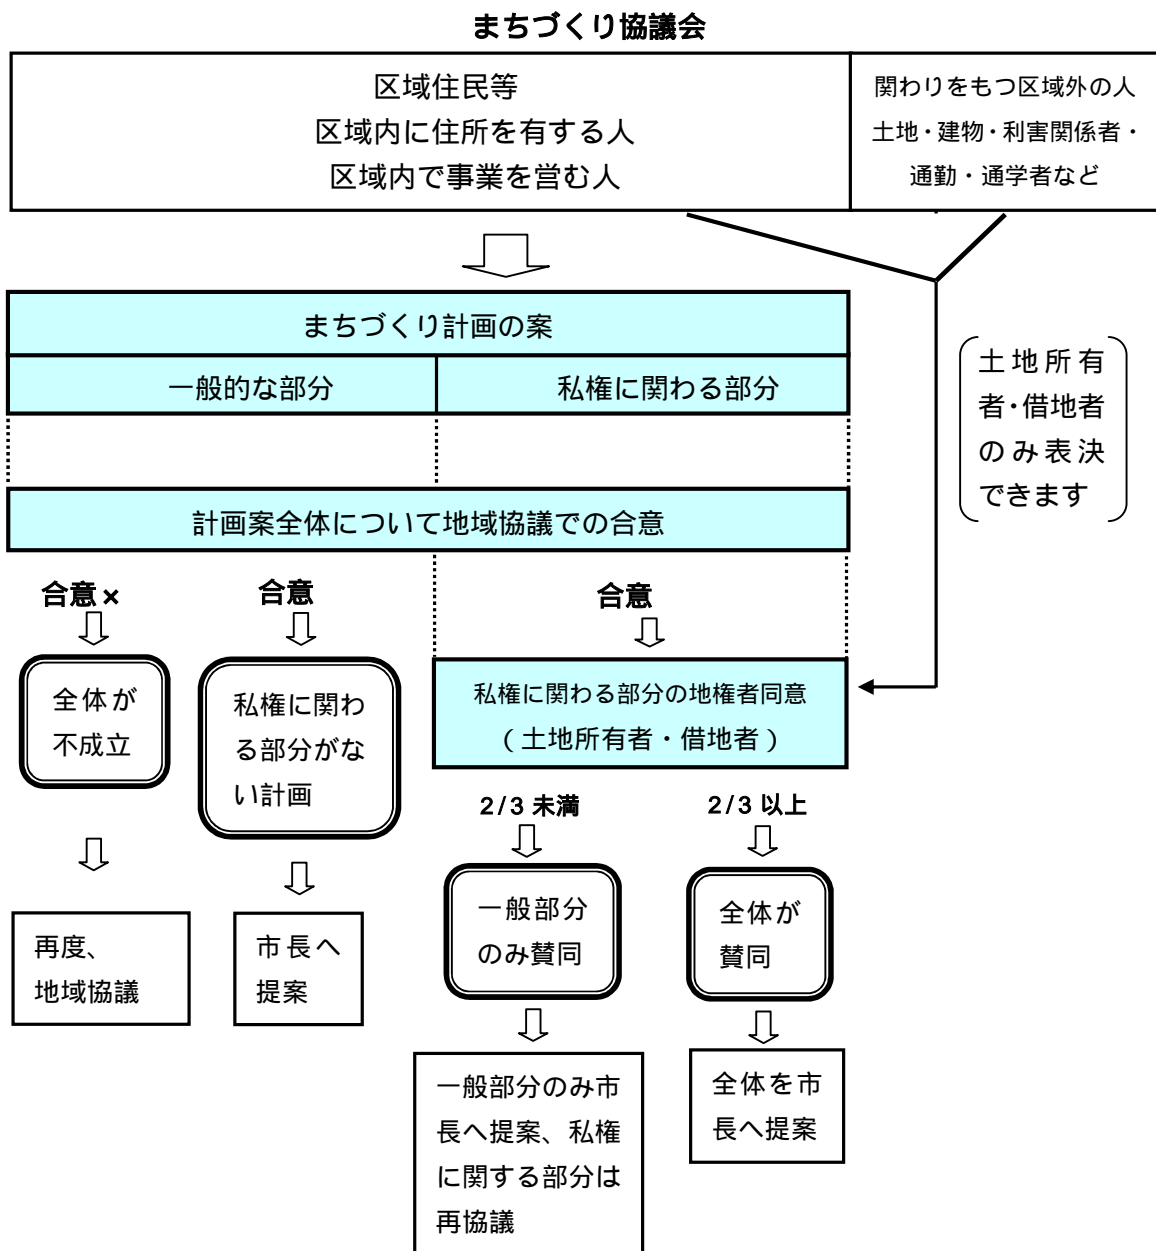 まちづくり協議会
区域住民等
区域内に住所を有する人
区域内で事業を営む人
関わりをもつ区域外の人
土地・建物・利害関係者・
通勤・通学者など
まちづくり計画の案
一般的な部分
私権に関わる部分
土地所有
者・借地者
のみ表決
できます
計画案全体について地域協議での合意
合意×
合意
合意
全体が
不成立
私権に関わ
る部分がな
い計画
私権に関わる部分の地権者同意
(土地所有者・借地者)
2/3 未満
2/3 以上
一般部分
のみ賛同
全体が
賛同
再度、
地域協議
市長へ
提案
一般部分のみ市
長へ提案、私権
に関する部分は
再協議
全体を市
長へ提案